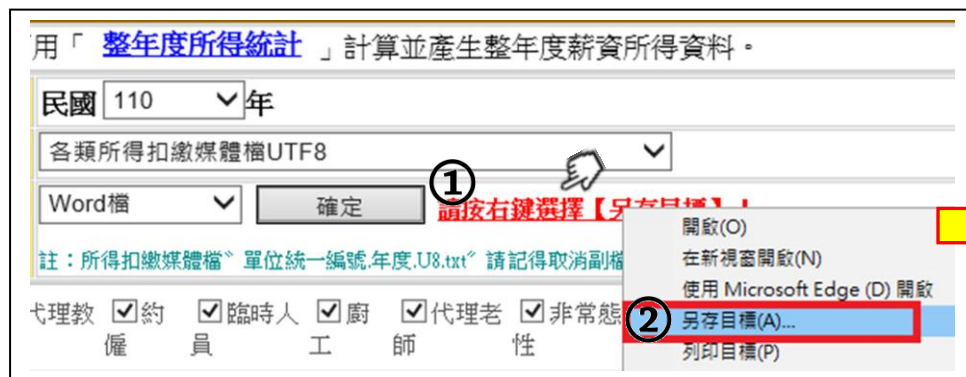 用「 整年度所得統計 」計算並產生整年度薪資所得資料。
民國 110 年
各類所得扣繳媒體檔UTF8
Word檔 確定 ① 請按右鍵選擇【另存目標】！
開啟(O)
註：所得扣繳媒體檔〝單位統一編號.年度.U8.txt〞請記得取消副檔
在新視窗開啟(N)
使用 Microsoft Edge (D) 開啟
代理教 約僱 臨時人員 廚工 代理老師 非常態性
② 另存目標(A)...
列印目標(P)